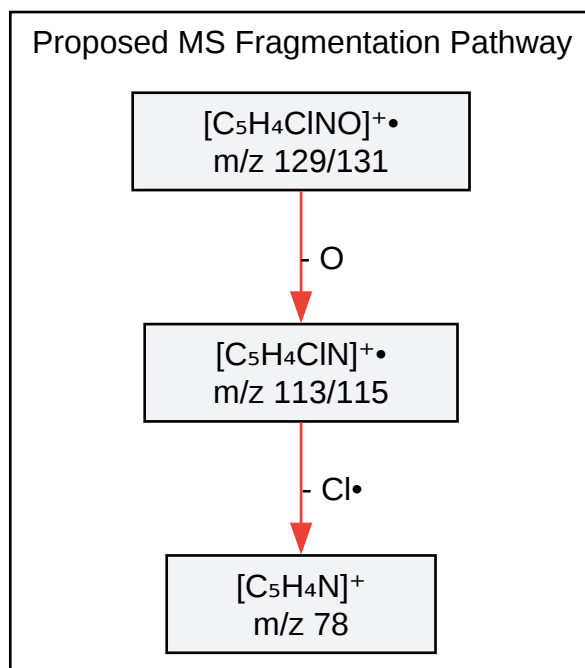 Proposed MS Fragmentation Pathway
[C₅H₄ClNO]⁺•
m/z 129/131
- O
[C₅H₄ClN]⁺•
m/z 113/115
- Cl•
[C₅H₄N]⁺
m/z 78